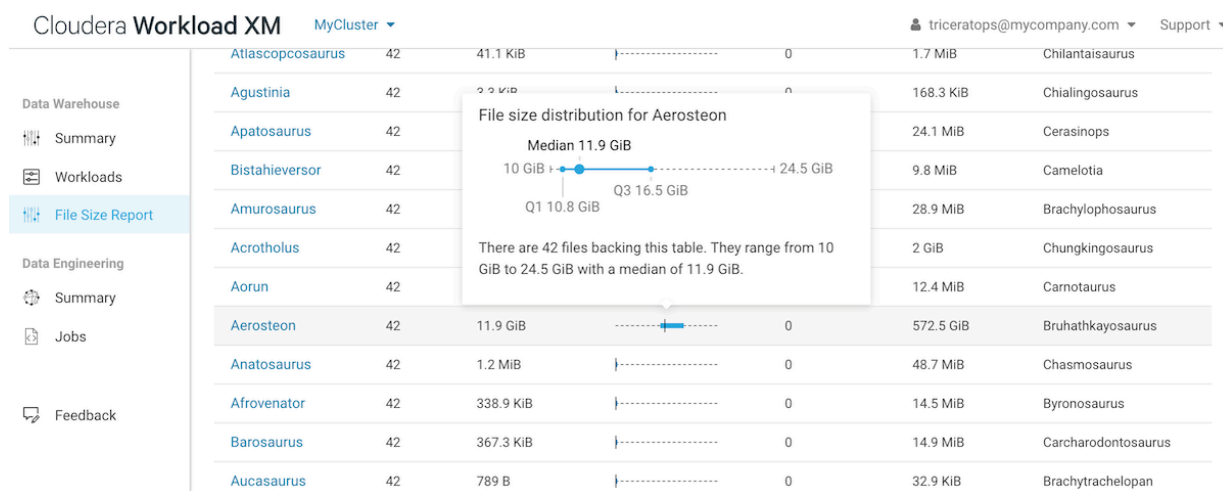 Cloudera Workload XM MyCluster triceratops@mycompany.com Support
Data Warehouse
Summary
Workloads
File Size Report
Data Engineering
Summary
Jobs
Feedback
Atlascopcosaurus 42 41.1 KiB 0 1.7 MiB Chilantaisaurus
Agustinia 42 3.3 KiB 0 168.3 KiB Chialingosaurus
Apatosaurus 42 24.1 MiB Cerasinops
Bistahieversor 42 9.8 MiB Camelotia
Amurosaurus 42 28.9 MiB Brachylophosaurus
Acrotholus 42 2 GiB Chungkingosaurus
Aorun 42 12.4 MiB Carnotaurus
File size distribution for Aerosteon
Median 11.9 GiB
10 GiB 24.5 GiB
Q3 16.5 GiB
Q1 10.8 GiB
There are 42 files backing this table. They range from 10
GiB to 24.5 GiB with a median of 11.9 GiB.
Aerosteon 42 11.9 GiB 0 572.5 GiB Bruhathkayosaurus
Anatosaurus 42 1.2 MiB 0 48.7 MiB Chasmosaurus
Afrovenator 42 338.9 KiB 0 14.5 MiB Byronosaurus
Barosaurus 42 367.3 KiB 0 14.9 MiB Carcharodontosaurus
Aucasaurus 42 789 B 0 32.9 KiB Brachytrachelopan